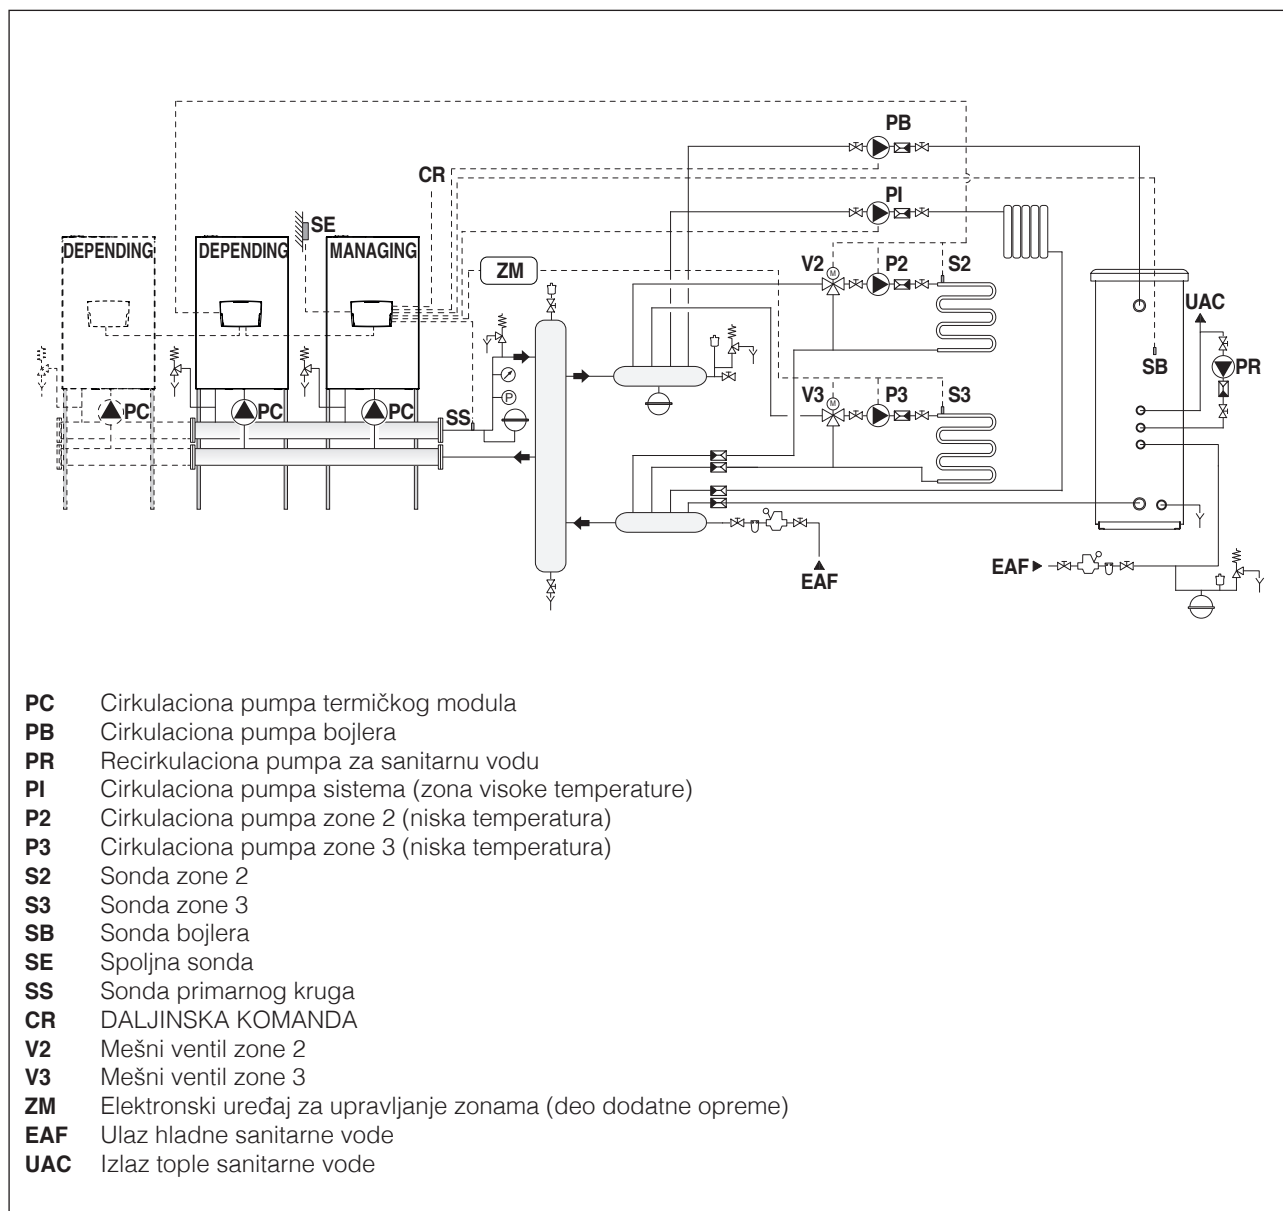 PB
CR
PI
SE
DEPENDING DEPENDING MANAGING
ZM
V2 P2 S2
M
UAC
SB PR
V3 P3 S3
M
P
PC PC PC SS
EAF EAF
PC Cirkulaciona pumpa termičkog modula
PB Cirkulaciona pumpa bojlera
PR Recirkulaciona pumpa za sanitarnu vodu
PI Cirkulaciona pumpa sistema (zona visoke temperature)
P2 Cirkulaciona pumpa zone 2 (niska temperatura)
P3 Cirkulaciona pumpa zone 3 (niska temperatura)
S2 Sonda zone 2
S3 Sonda zone 3
SB Sonda bojlera
SE Spoljna sonda
SS Sonda primarnog kruga
CR DALJINSKA KOMANDA
V2 Mešni ventil zone 2
V3 Mešni ventil zone 3
ZM Elektronski uređaj za upravljanje zonama (deo dodatne opreme)
EAF Ulaz hladne sanitarne vode
UAC Izlaz tople sanitarne vode